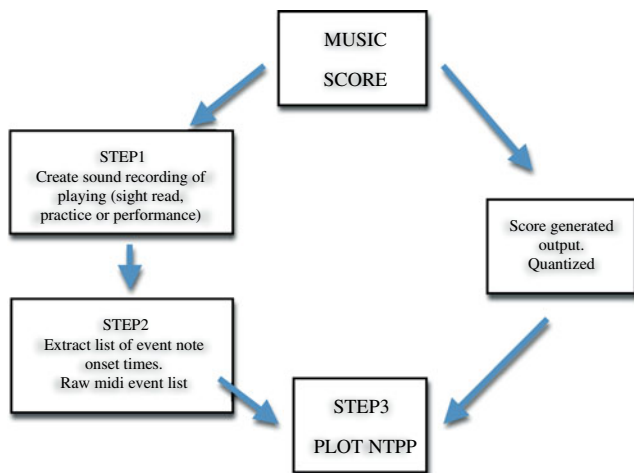 MUSIC
SCORE
STEP1
Create sound recording of
playing (sight read,
practice or performance)
Score generated
output.
Quantized
STEP2
Extract list of event note
onset times.
Raw midi event list
STEP3
PLOT NTPP